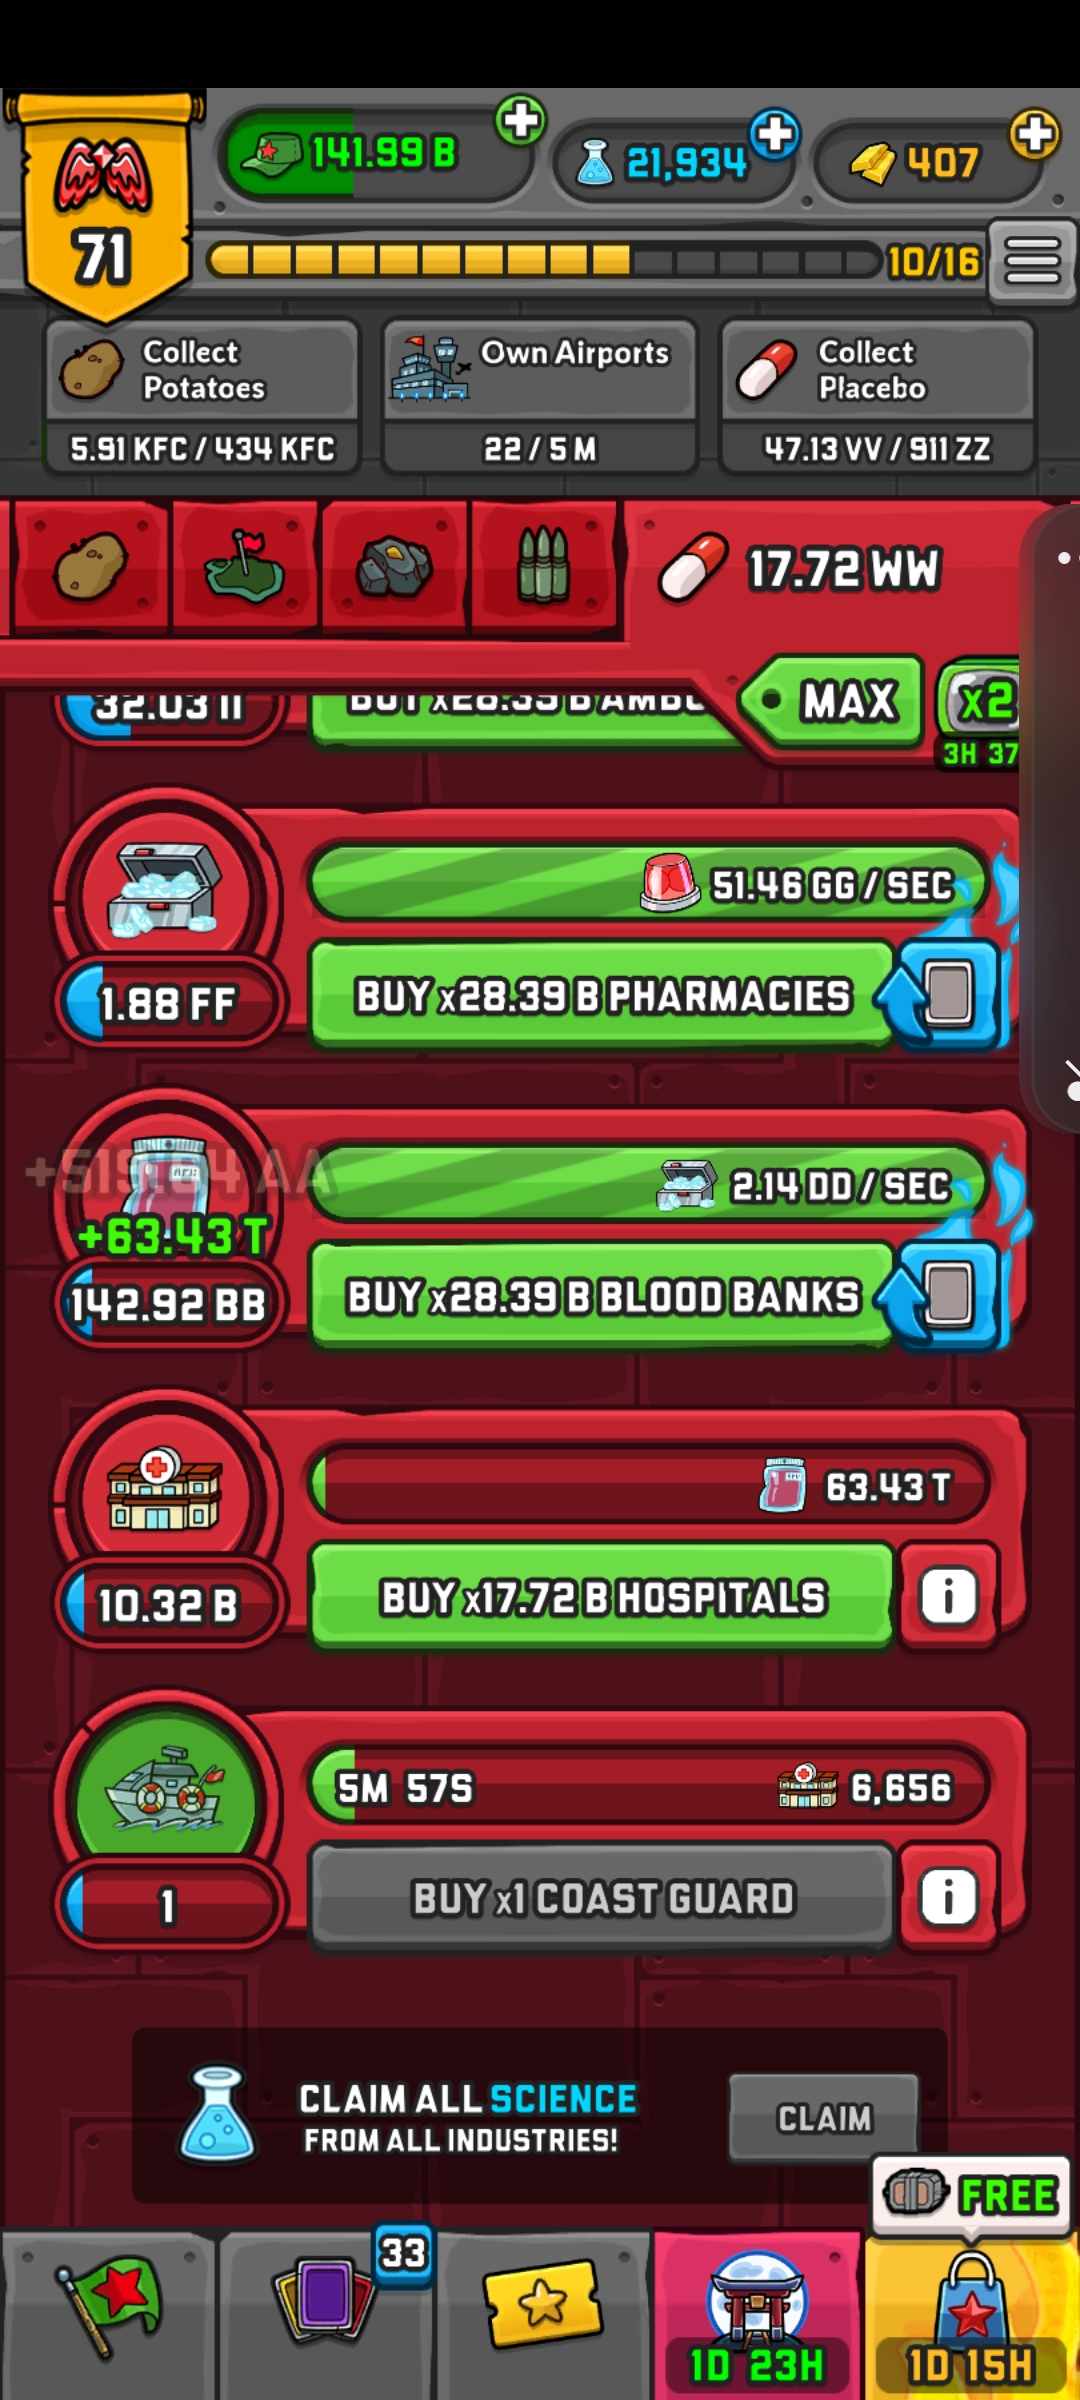 141.99 B
21,934
407
71
10/16
Collect
Potatoes
5.91 KFC / 434 KFC
Own Airports
22 / 5 M
Collect
Placebo
47.13 VV / 911 ZZ
17.72 WW
MAX
x2
3H 37
1.88 FF
51.46 GG / SEC
BUY x28.39 B PHARMACIES
+63.43 T
142.92 BB
2.14 DD / SEC
BUY x28.39 B BLOOD BANKS
10.32 B
63.43 T
BUY x17.72 B HOSPITALS
i
1
5M 57S
6,656
BUY x1 COAST GUARD
i
CLAIM ALL SCIENCE
FROM ALL INDUSTRIES!
CLAIM
FREE
33
1D 23H
1D 15H